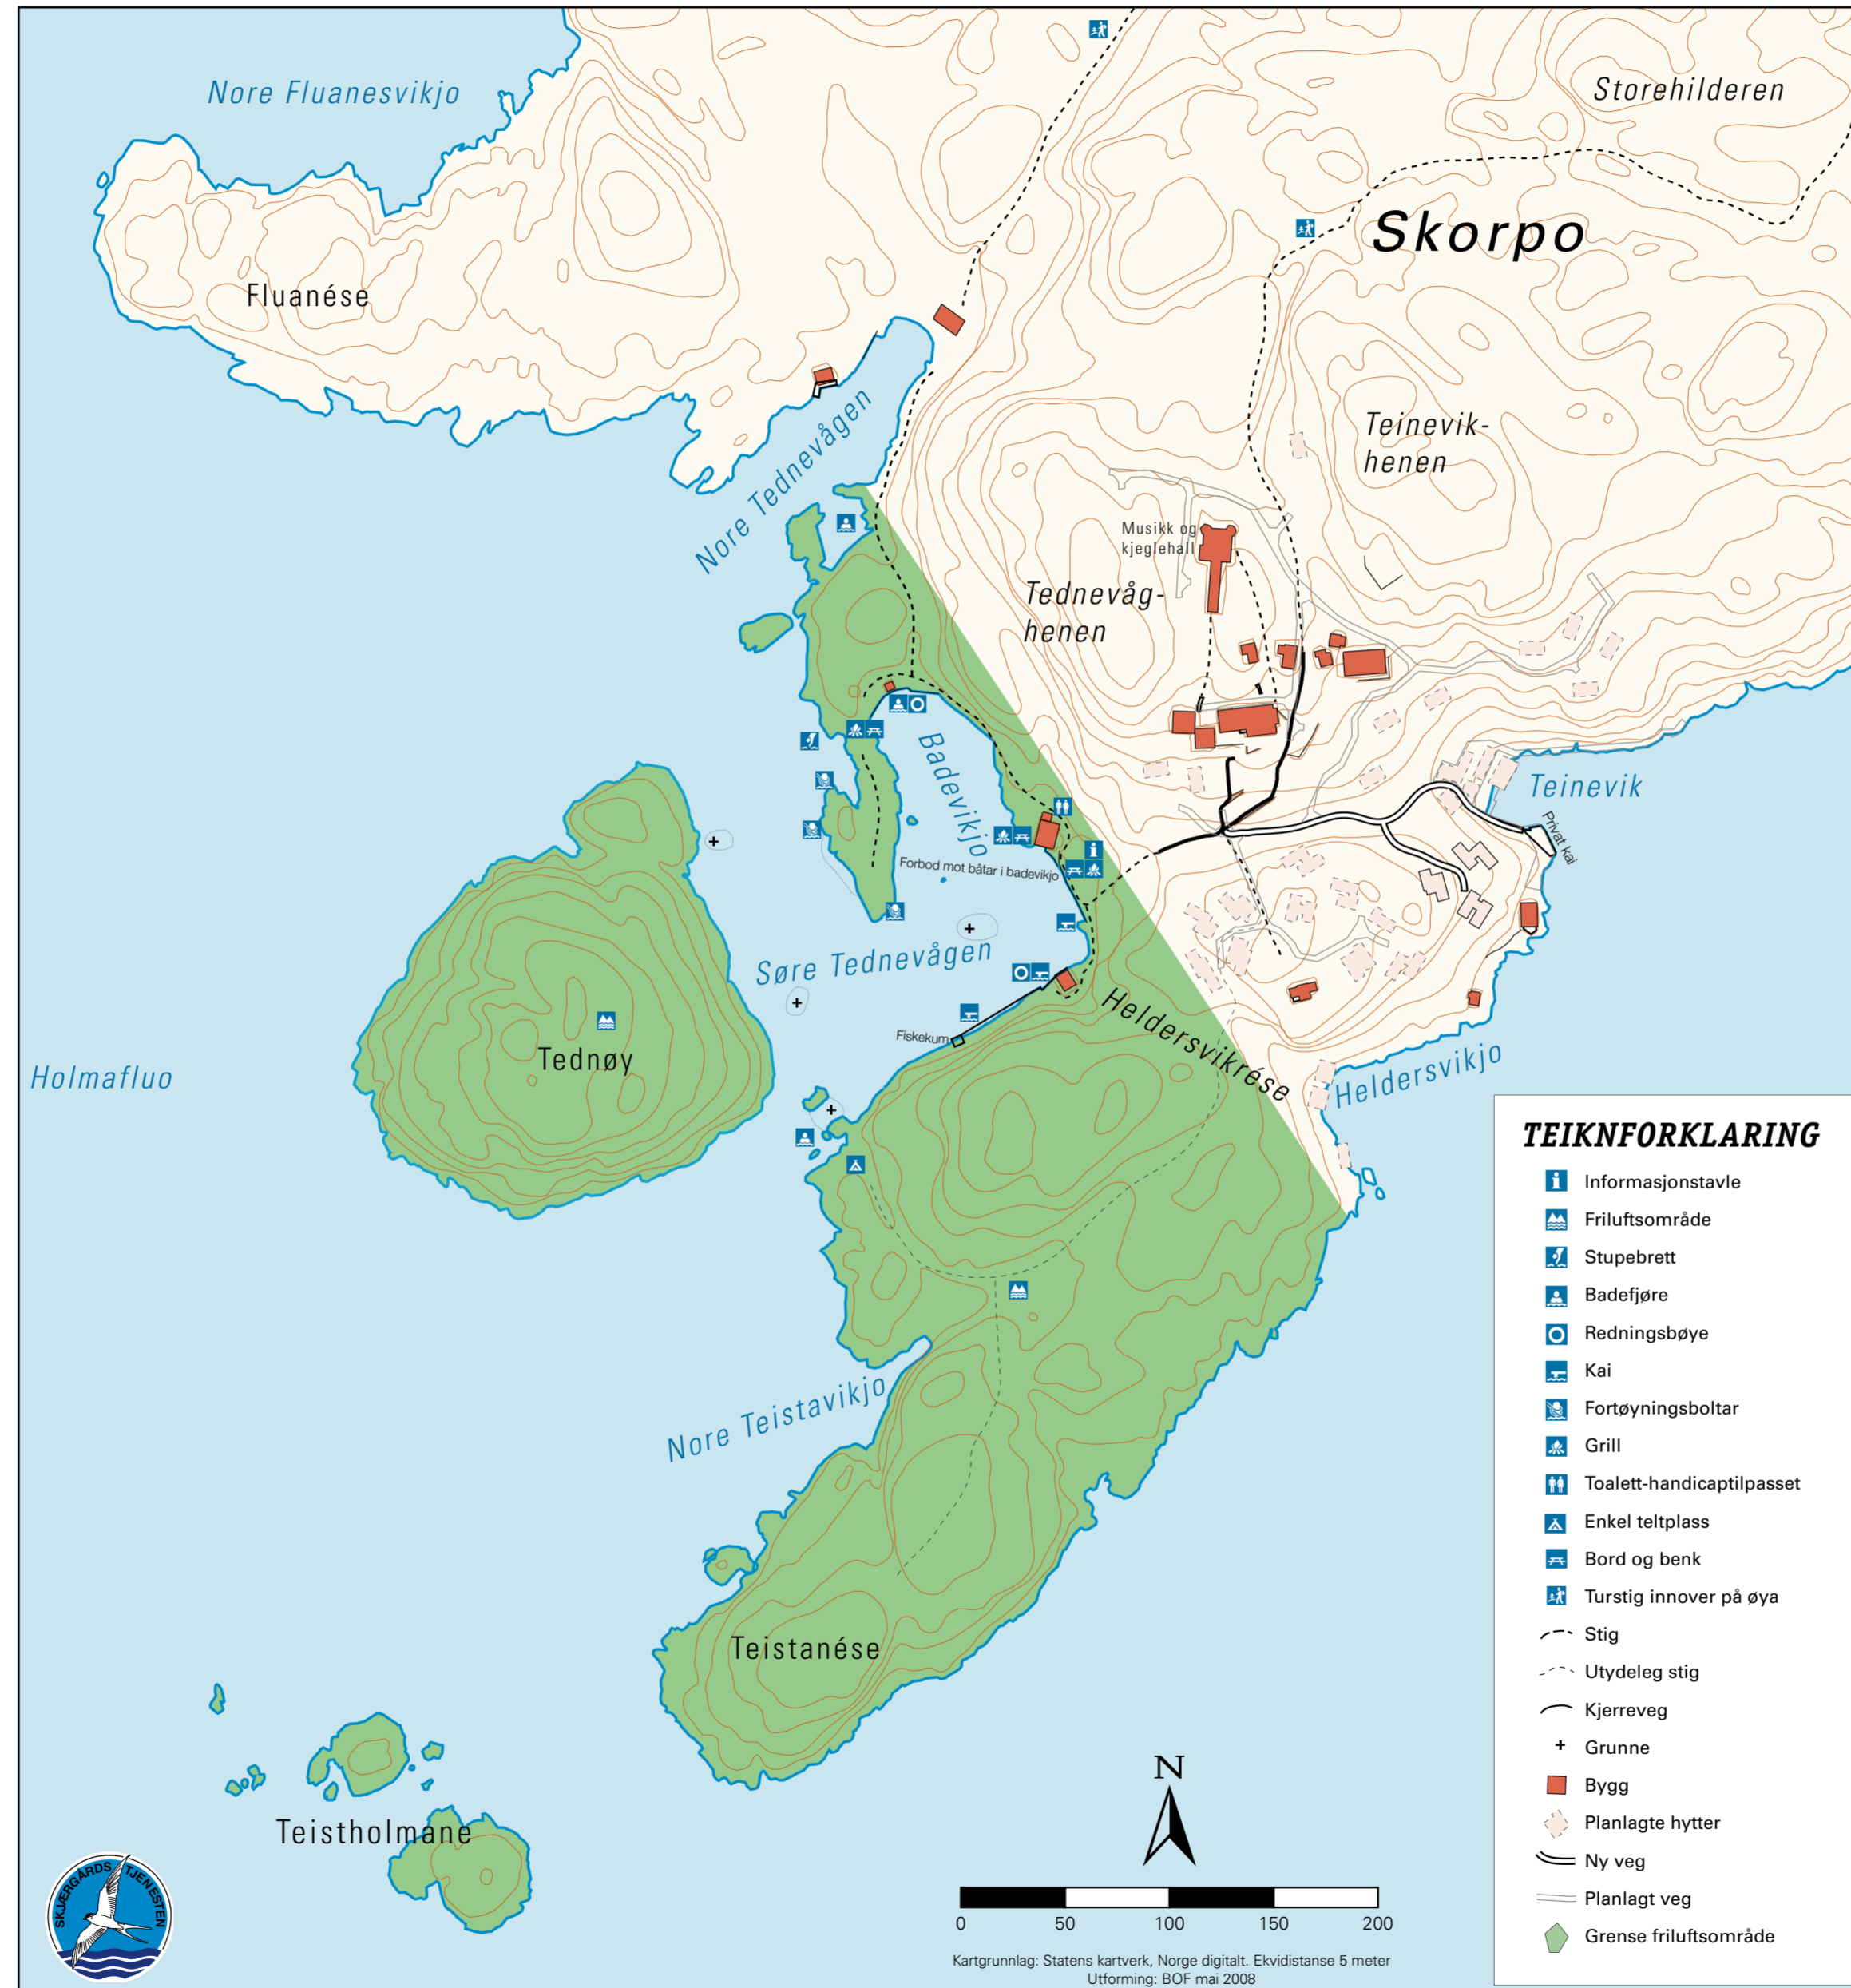 Nore Fluanesvikjo
Storehilderen
Skorpo
Fluanése
Nore Tednevågen
Teinevik-
henen
Musikk og
kjeglehall
Tednevåg-
henen
Badevikjo
Teinevik
Privat kai
Forbod mot båtar i badevikjo
Søre Tednevågen
Heldersvikrése
Fiskekum
Tednøy
Holmafluo
Heldersvikjo
Nore Teistavikjo
Teistanése
Teistholmane
TEIKNFORKLARING
Informasjonstavle
Friluftsområde
Stupebrett
Badefjøre
Redningsbøye
Kai
Fortøyningsboltar
Grill
Toalett-handicaptilpasset
Enkel teltplass
Bord og benk
Turstig innover på øya
Stig
Utydeleg stig
Kjerreveg
Grunne
Bygg
Planlagte hytter
Ny veg
Planlagt veg
Grense friluftsområde
SKJÆRGÅRDS TJENESTEN
N
0 50 100 150 200
Kartgrunnlag: Statens kartverk, Norge digitalt. Ekvidistanse 5 meter
Utforming: BOF mai 2008